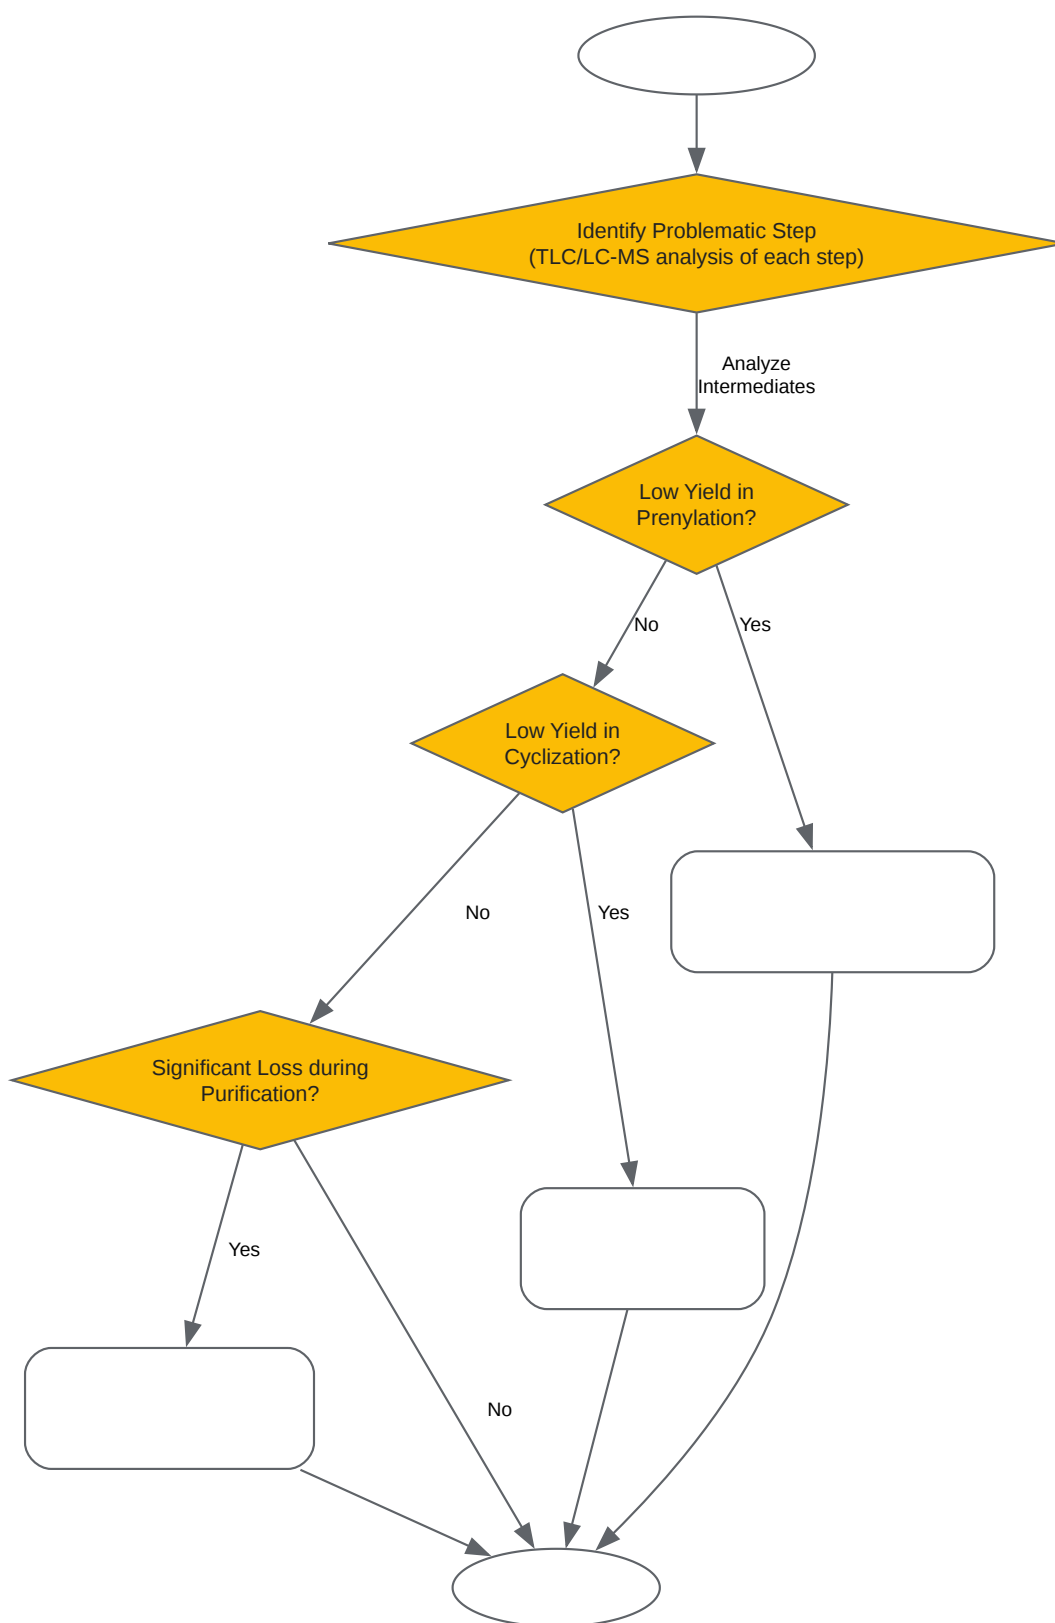 Identify Problematic Step
(TLC/LC-MS analysis of each step)
Analyze
Intermediates
Low Yield in
Prenylation?
No
Yes
Low Yield in
Cyclization?
No
Yes
Significant Loss during
Purification?
Yes
No